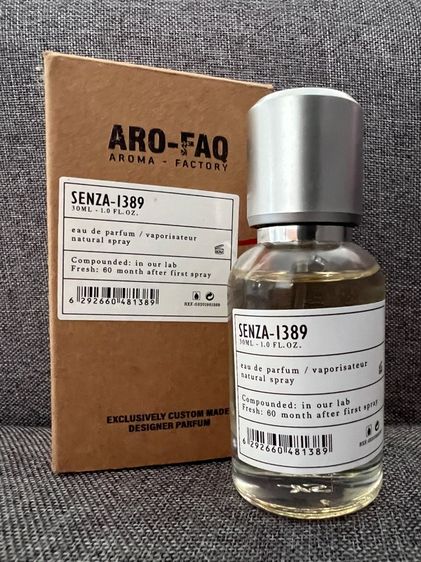 ARO-FAQ
AROMA - FACTORY
SENZA-1389
30ML - 1.0 FL.OZ.
eau de parfum / vaporisateur
natural spray
Compounded: in our lab
Fresh: 60 month after first spray
6 292660 481389
EXCLUSIVELY CUSTOM MADE
DESIGNER PARFUM
SENZA-1389
30ML - 1.0 FL.OZ.
eau de parfum / vaporisateur
natural spray
Compounded: in our lab
Fresh: 60 month after first spray
6 292660 481389